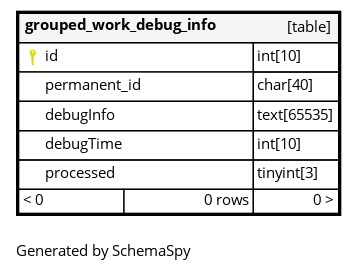 grouped_work_debug_info [table]
id int[10]
permanent_id char[40]
debugInfo text[65535]
debugTime int[10]
processed tinyint[3]
< 0 0 rows 0 >
Generated by SchemaSpy